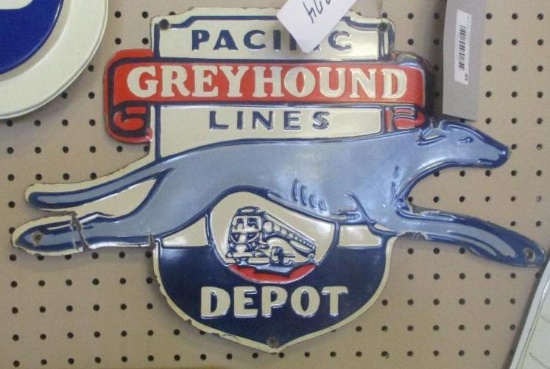 PACIFIC
GREYHOUND
LINES
DEPOT